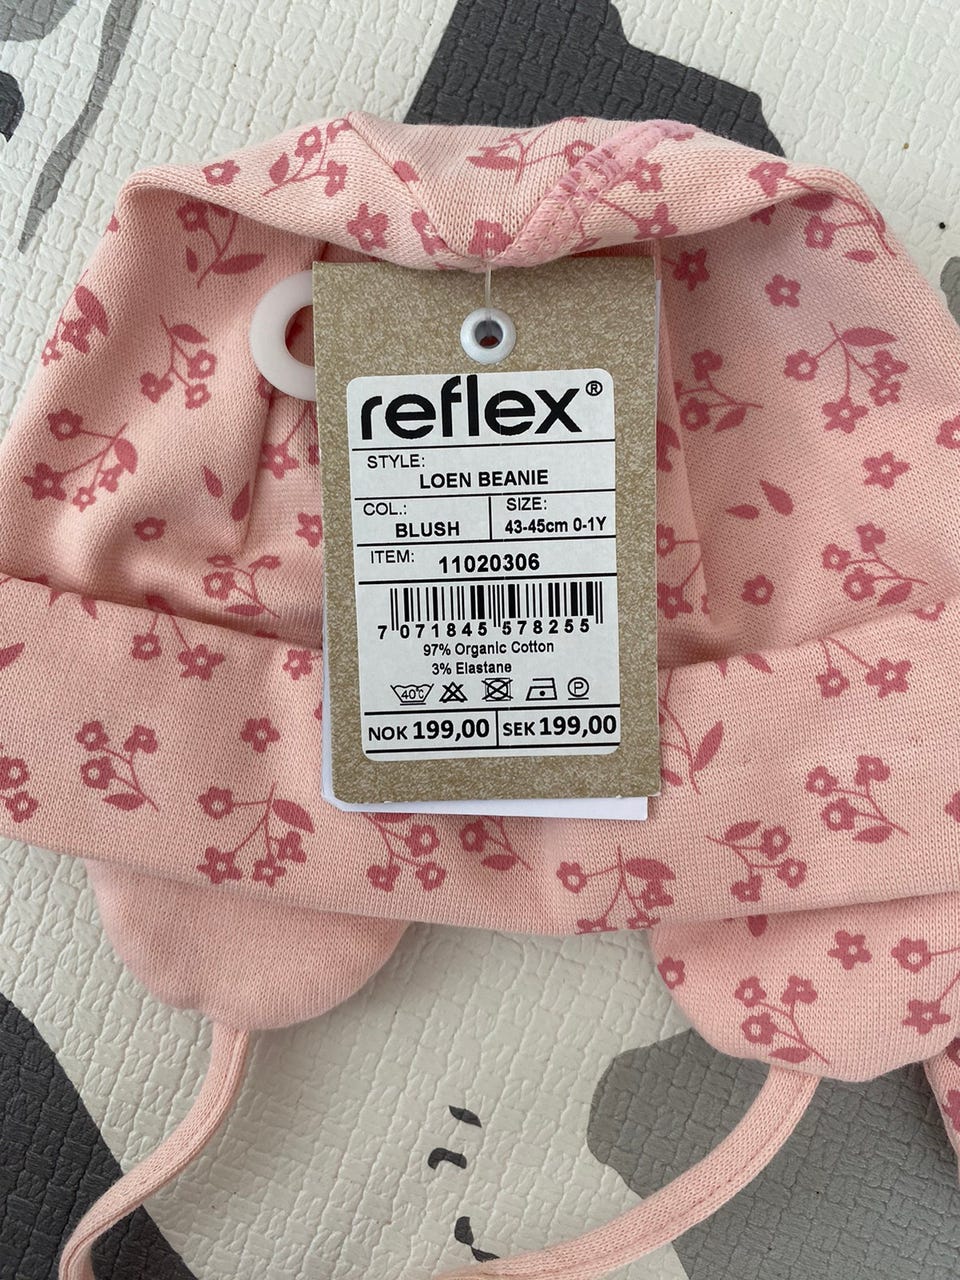 reflex®
STYLE:
LOEN BEANIE
COL.: SIZE:
BLUSH 43-45cm 0-1Y
ITEM: 11020306
7 071845 578255
97% Organic Cotton
3% Elastane
40°C P
NOK 199,00 SEK 199,00